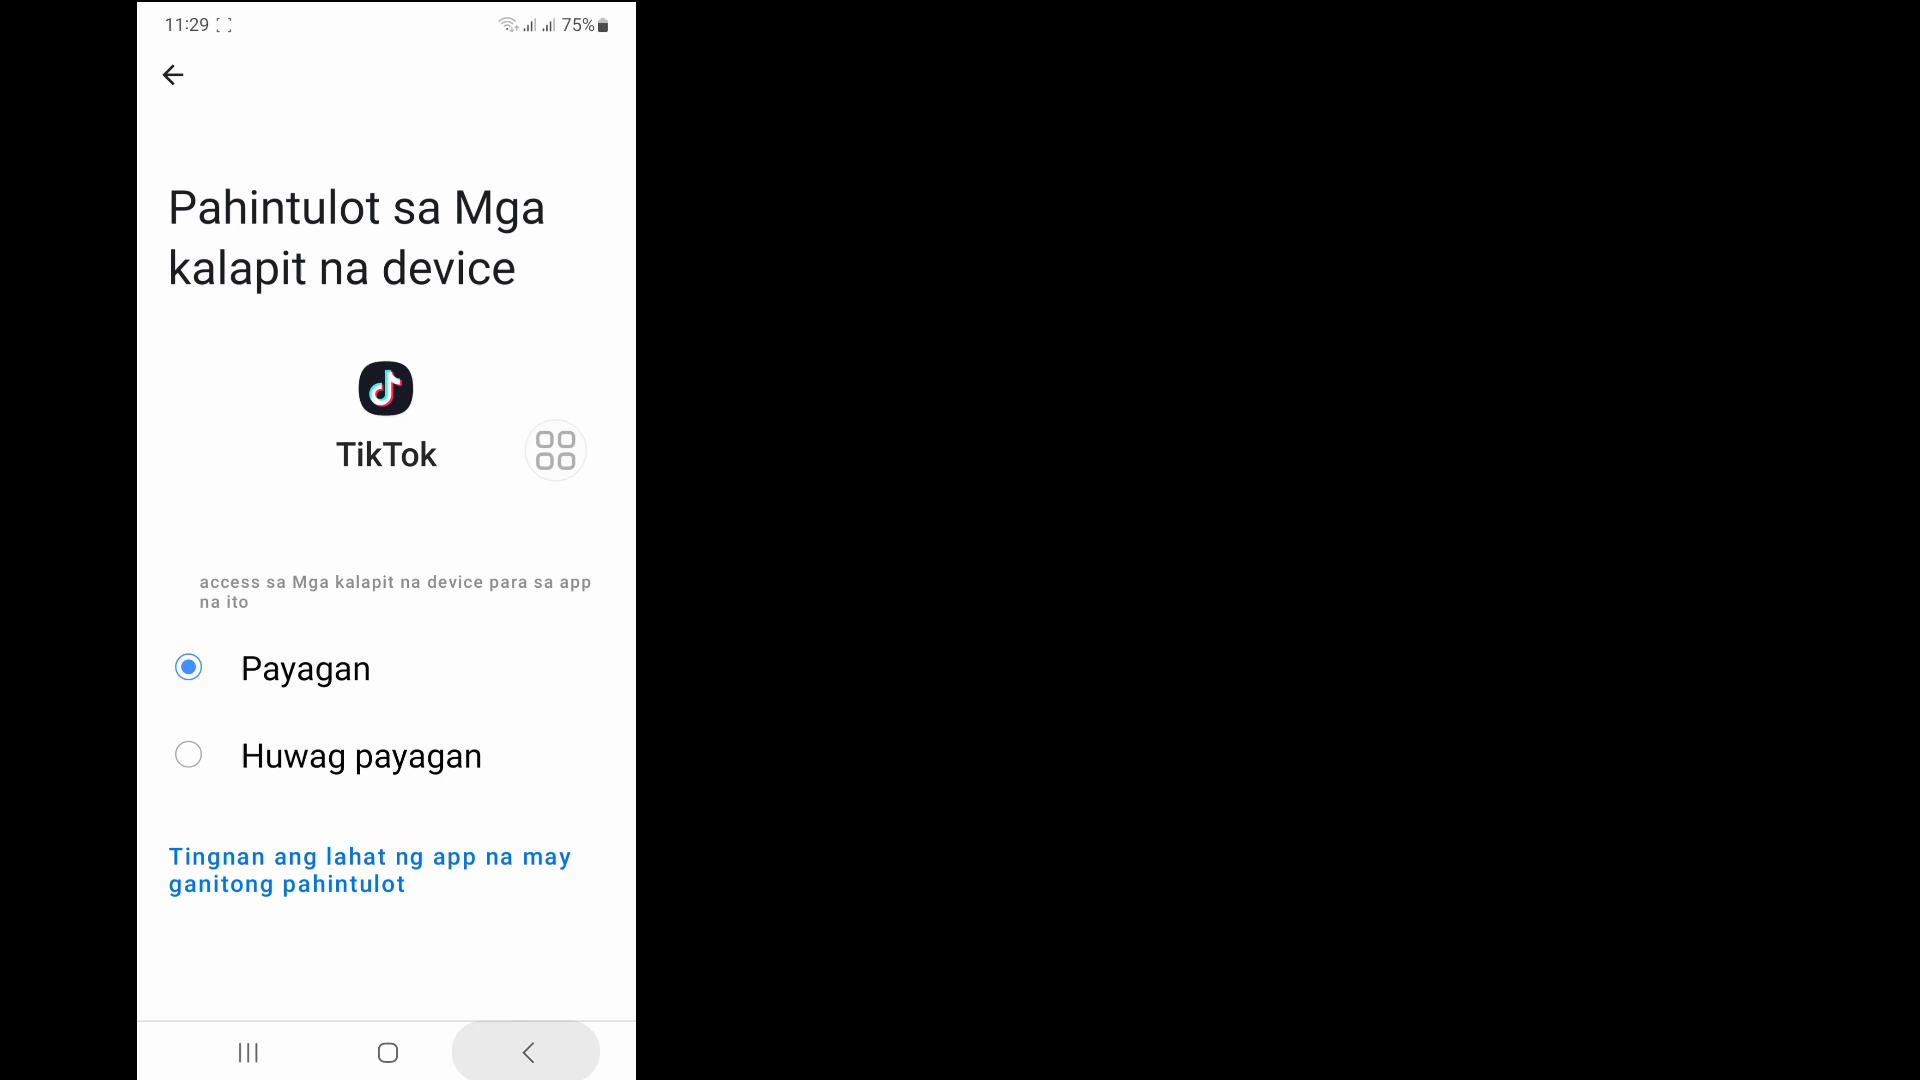 11:29
75%
Pahintulot sa Mga
kalapit na device
TikTok
access sa Mga kalapit na device para sa app
na ito
Payagan
Huwag payagan
Tingnan ang lahat ng app na may
ganitong pahintulot